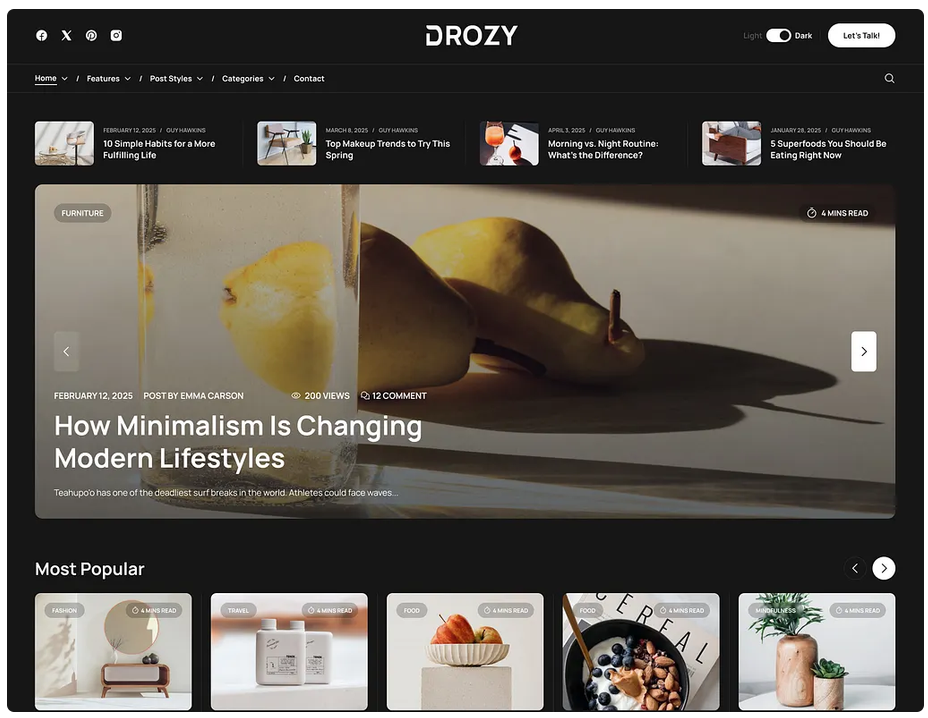 DROZY
Light Dark Let's Talk!
Home / Features / Post Styles / Categories / Contact
FEBRUARY 12, 2025 / GUY HAWKINS
10 Simple Habits for a More
Fulfilling Life
MARCH 8, 2025 / GUY HAWKINS
Top Makeup Trends to Try This
Spring
APRIL 3, 2025 / GUY HAWKINS
Morning vs. Night Routine:
What's the Difference?
JANUARY 28, 2025 / GUY HAWKINS
5 Superfoods You Should Be
Eating Right Now
FURNITURE
4 MINS READ
FEBRUARY 12, 2025 POST BY EMMA CARSON 200 VIEWS 12 COMMENT
How Minimalism Is Changing
Modern Lifestyles
Teahupo'o has one of the deadliest surf breaks in the world. Athletes could face waves...
Most Popular
FASHION 4 MINS READ
TRAVEL 4 MINS READ
FOOD 4 MINS READ
FOOD 4 MINS READ
CEREAL
MINDFULNESS 4 MINS READ